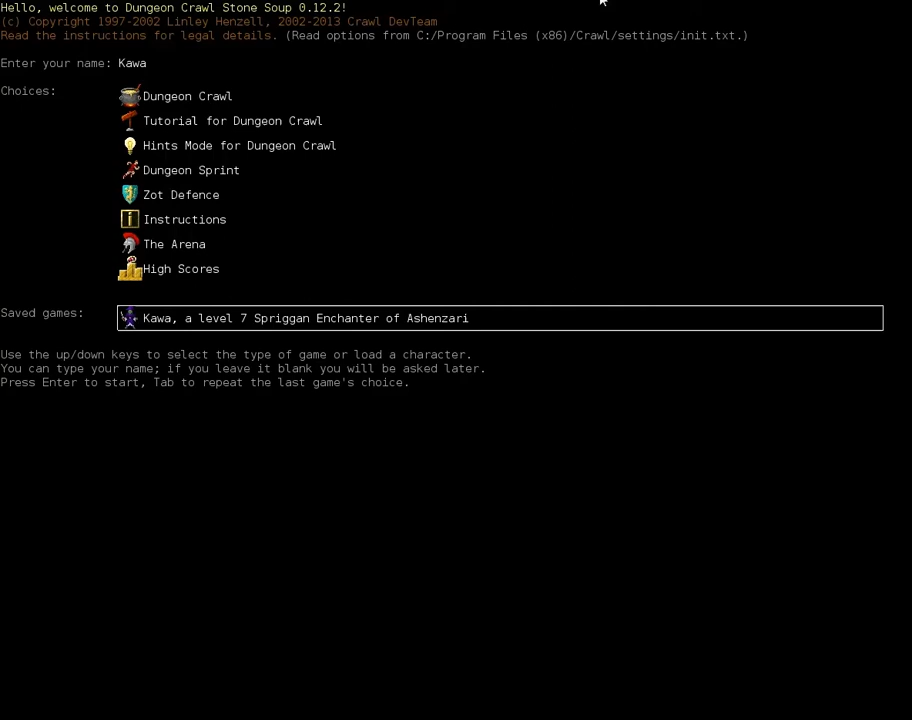 Hello, welcome to Dungeon Crawl Stone Soup 0.12.2!
(c) Copyright 1997-2002 Linley Henzell, 2002-2013 Crawl DevTeam
Read the instructions for legal details. (Read options from C:/Program Files (x86)/Crawl/settings/init.txt.)
Enter your name: Kawa
Choices:
Dungeon Crawl
Tutorial for Dungeon Crawl
Hints Mode for Dungeon Crawl
Dungeon Sprint
Zot Defence
Instructions
The Arena
High Scores
Saved games:
Kawa, a level 7 Spriggan Enchanter of Ashenzari
Use the up/down keys to select the type of game or load a character.
You can type your name; if you leave it blank you will be asked later.
Press Enter to start, Tab to repeat the last game's choice.